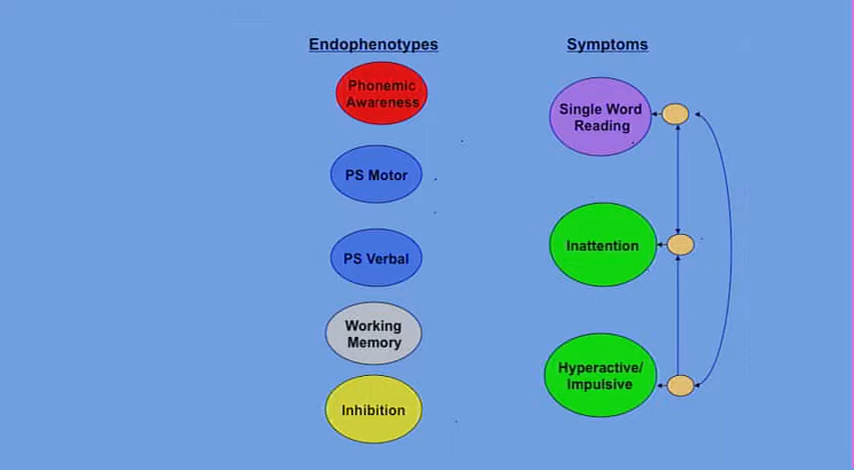 Endophenotypes
Symptoms
Phonemic
Awareness
Single Word
Reading
PS Motor
Inattention
PS Verbal
Working
Memory
Hyperactive/
Impulsive
Inhibition